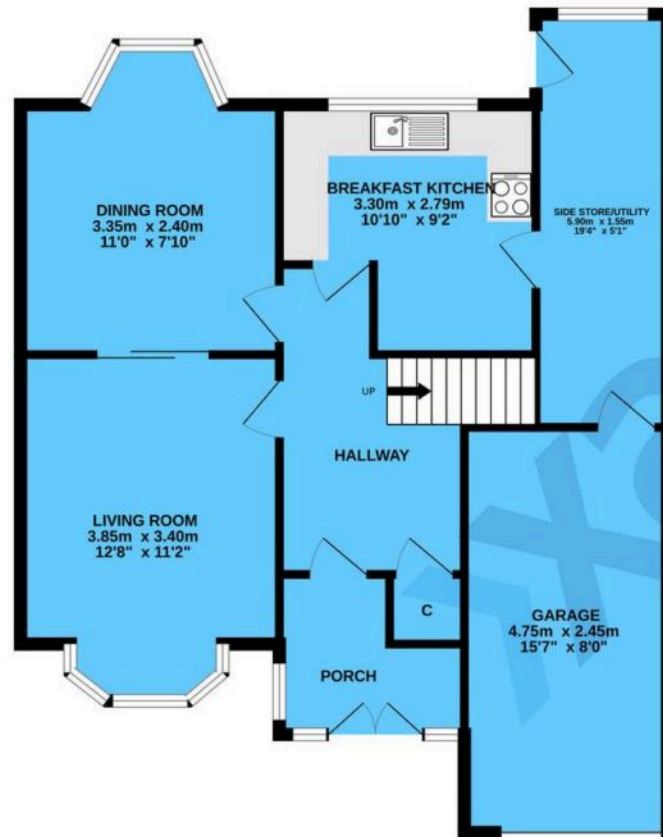 DINING ROOM
3.35m x 2.40m
11'0" x 7'10"
BREAKFAST KITCHEN
3.30m x 2.79m
10'10" x 9'2"
SIDE STORE/UTILITY
5.90m x 1.55m
19'4" x 5'1"
UP
HALLWAY
LIVING ROOM
3.85m x 3.40m
12'8" x 11'2"
C
GARAGE
4.75m x 2.45m
15'7" x 8'0"
PORCH